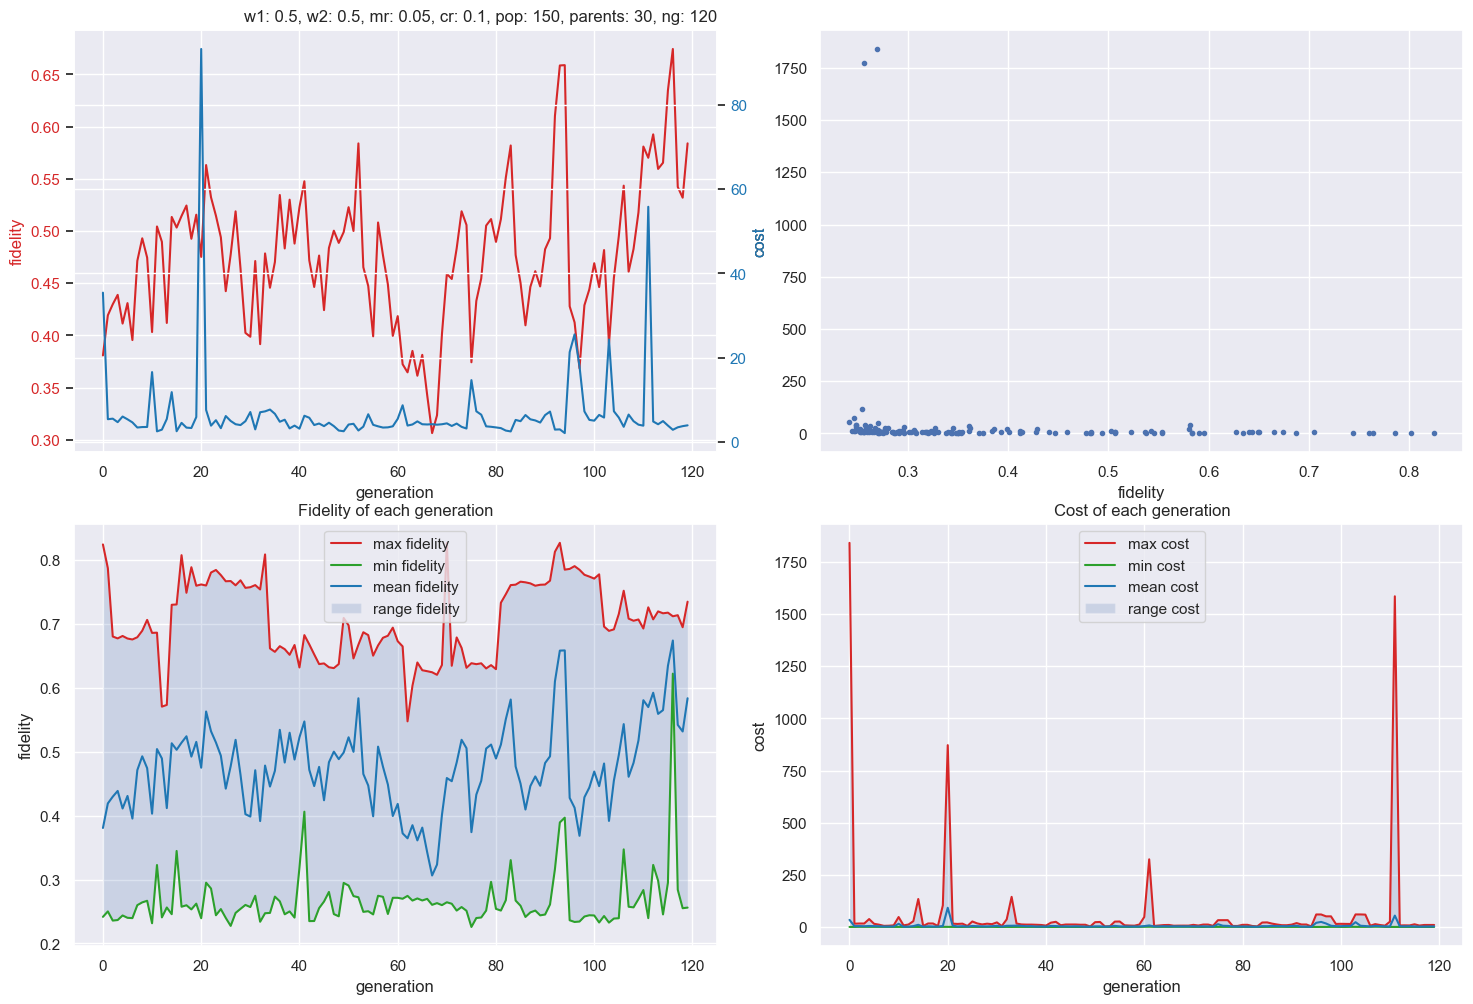 w1: 0.5, w2: 0.5, mr: 0.05, cr: 0.1, pop: 150, parents: 30, ng: 120
fidelity
0.65
0.60
0.55
0.50
0.45
0.40
0.35
0.30
80
60
40
20
0
cost
0 20 40 60 80 100 120
generation
cost
1750
1500
1250
1000
750
500
250
0
0.3 0.4 0.5 0.6 0.7 0.8
fidelity
Fidelity of each generation
max fidelity
min fidelity
mean fidelity
range fidelity
fidelity
0.8
0.7
0.6
0.5
0.4
0.3
0.2
0 20 40 60 80 100 120
generation
Cost of each generation
max cost
min cost
mean cost
range cost
cost
1750
1500
1250
1000
750
500
250
0
0 20 40 60 80 100 120
generation